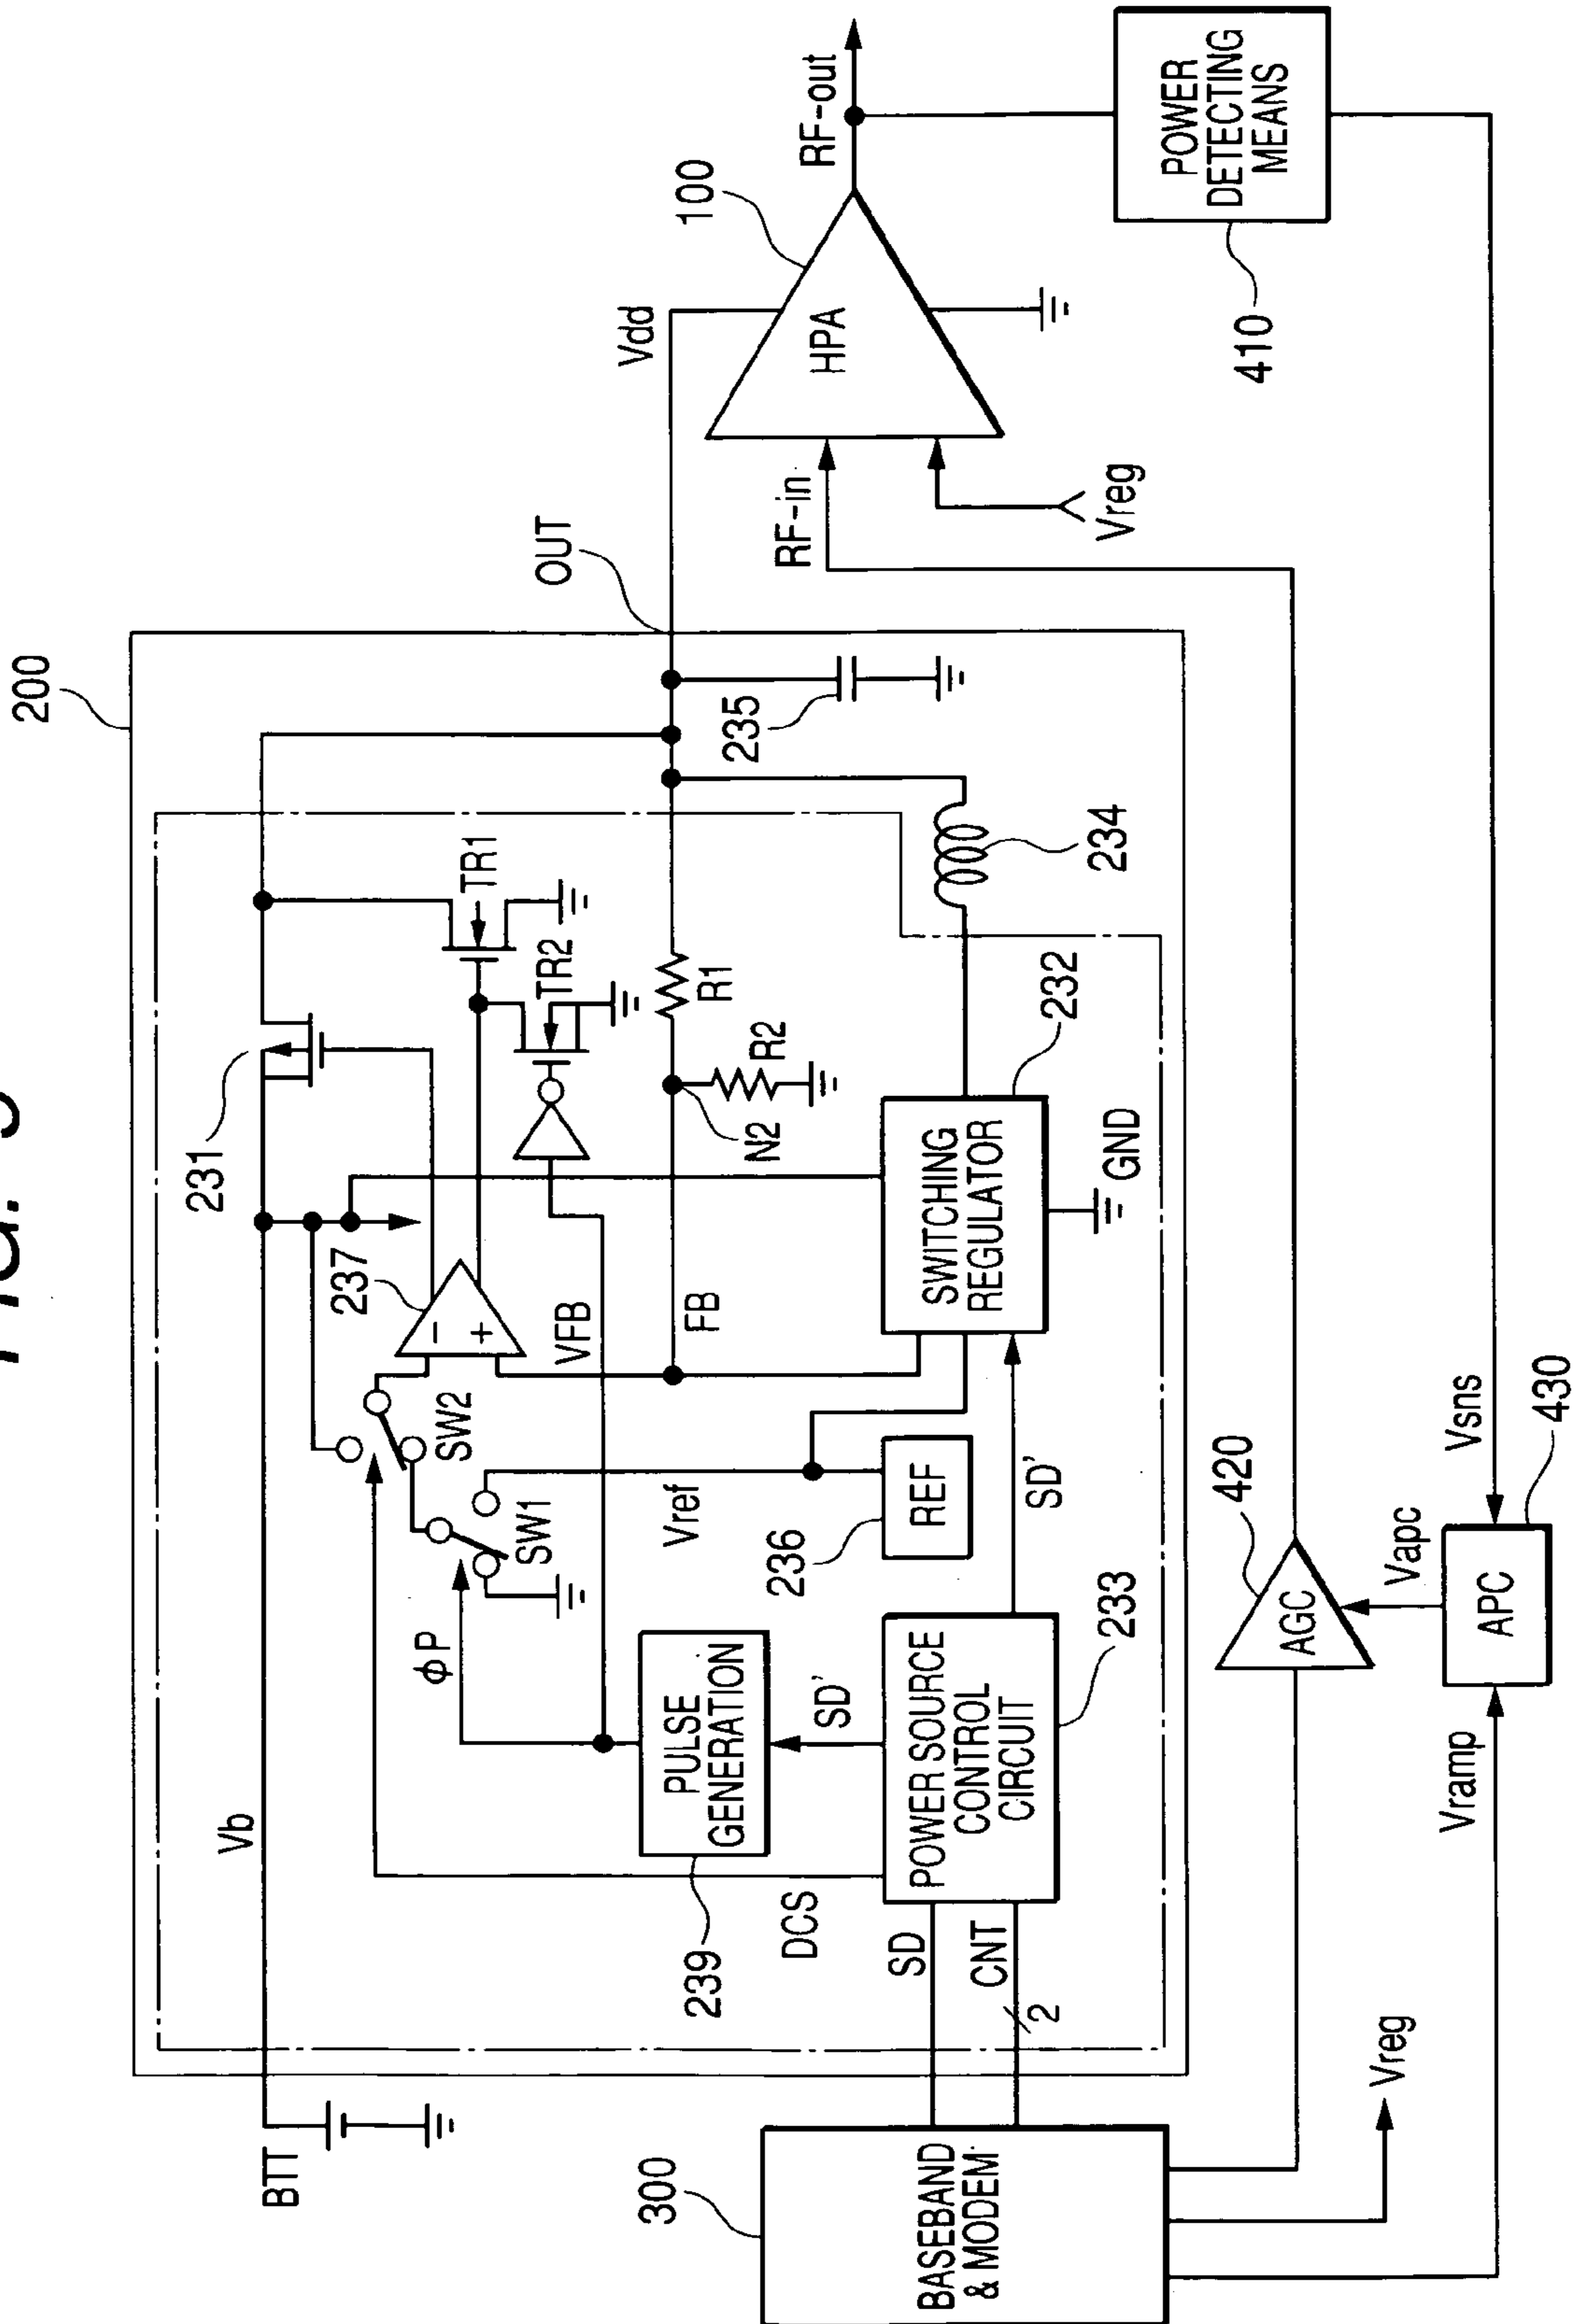 200
BTT
Vb
231
237
TR1
TR2
OUT
Vdd
100
RF-out
HPA
RF-in
Vreg
POWER
DETECTING
MEANS
410
235
R1
R2
N2
234
−
+
SW2
VFB
FB
φP
SW1
Vref
PULSE
GENERATION
239
DCS
SD'
236
REF
SWITCHING
REGULATOR
232
GND
SD'
POWER SOURCE
CONTROL
CIRCUIT
233
SD
CNT
2
300
BASEBAND
& MODEM
Vreg
AGC
420
Vapc
Vsns
Vramp
APC
430